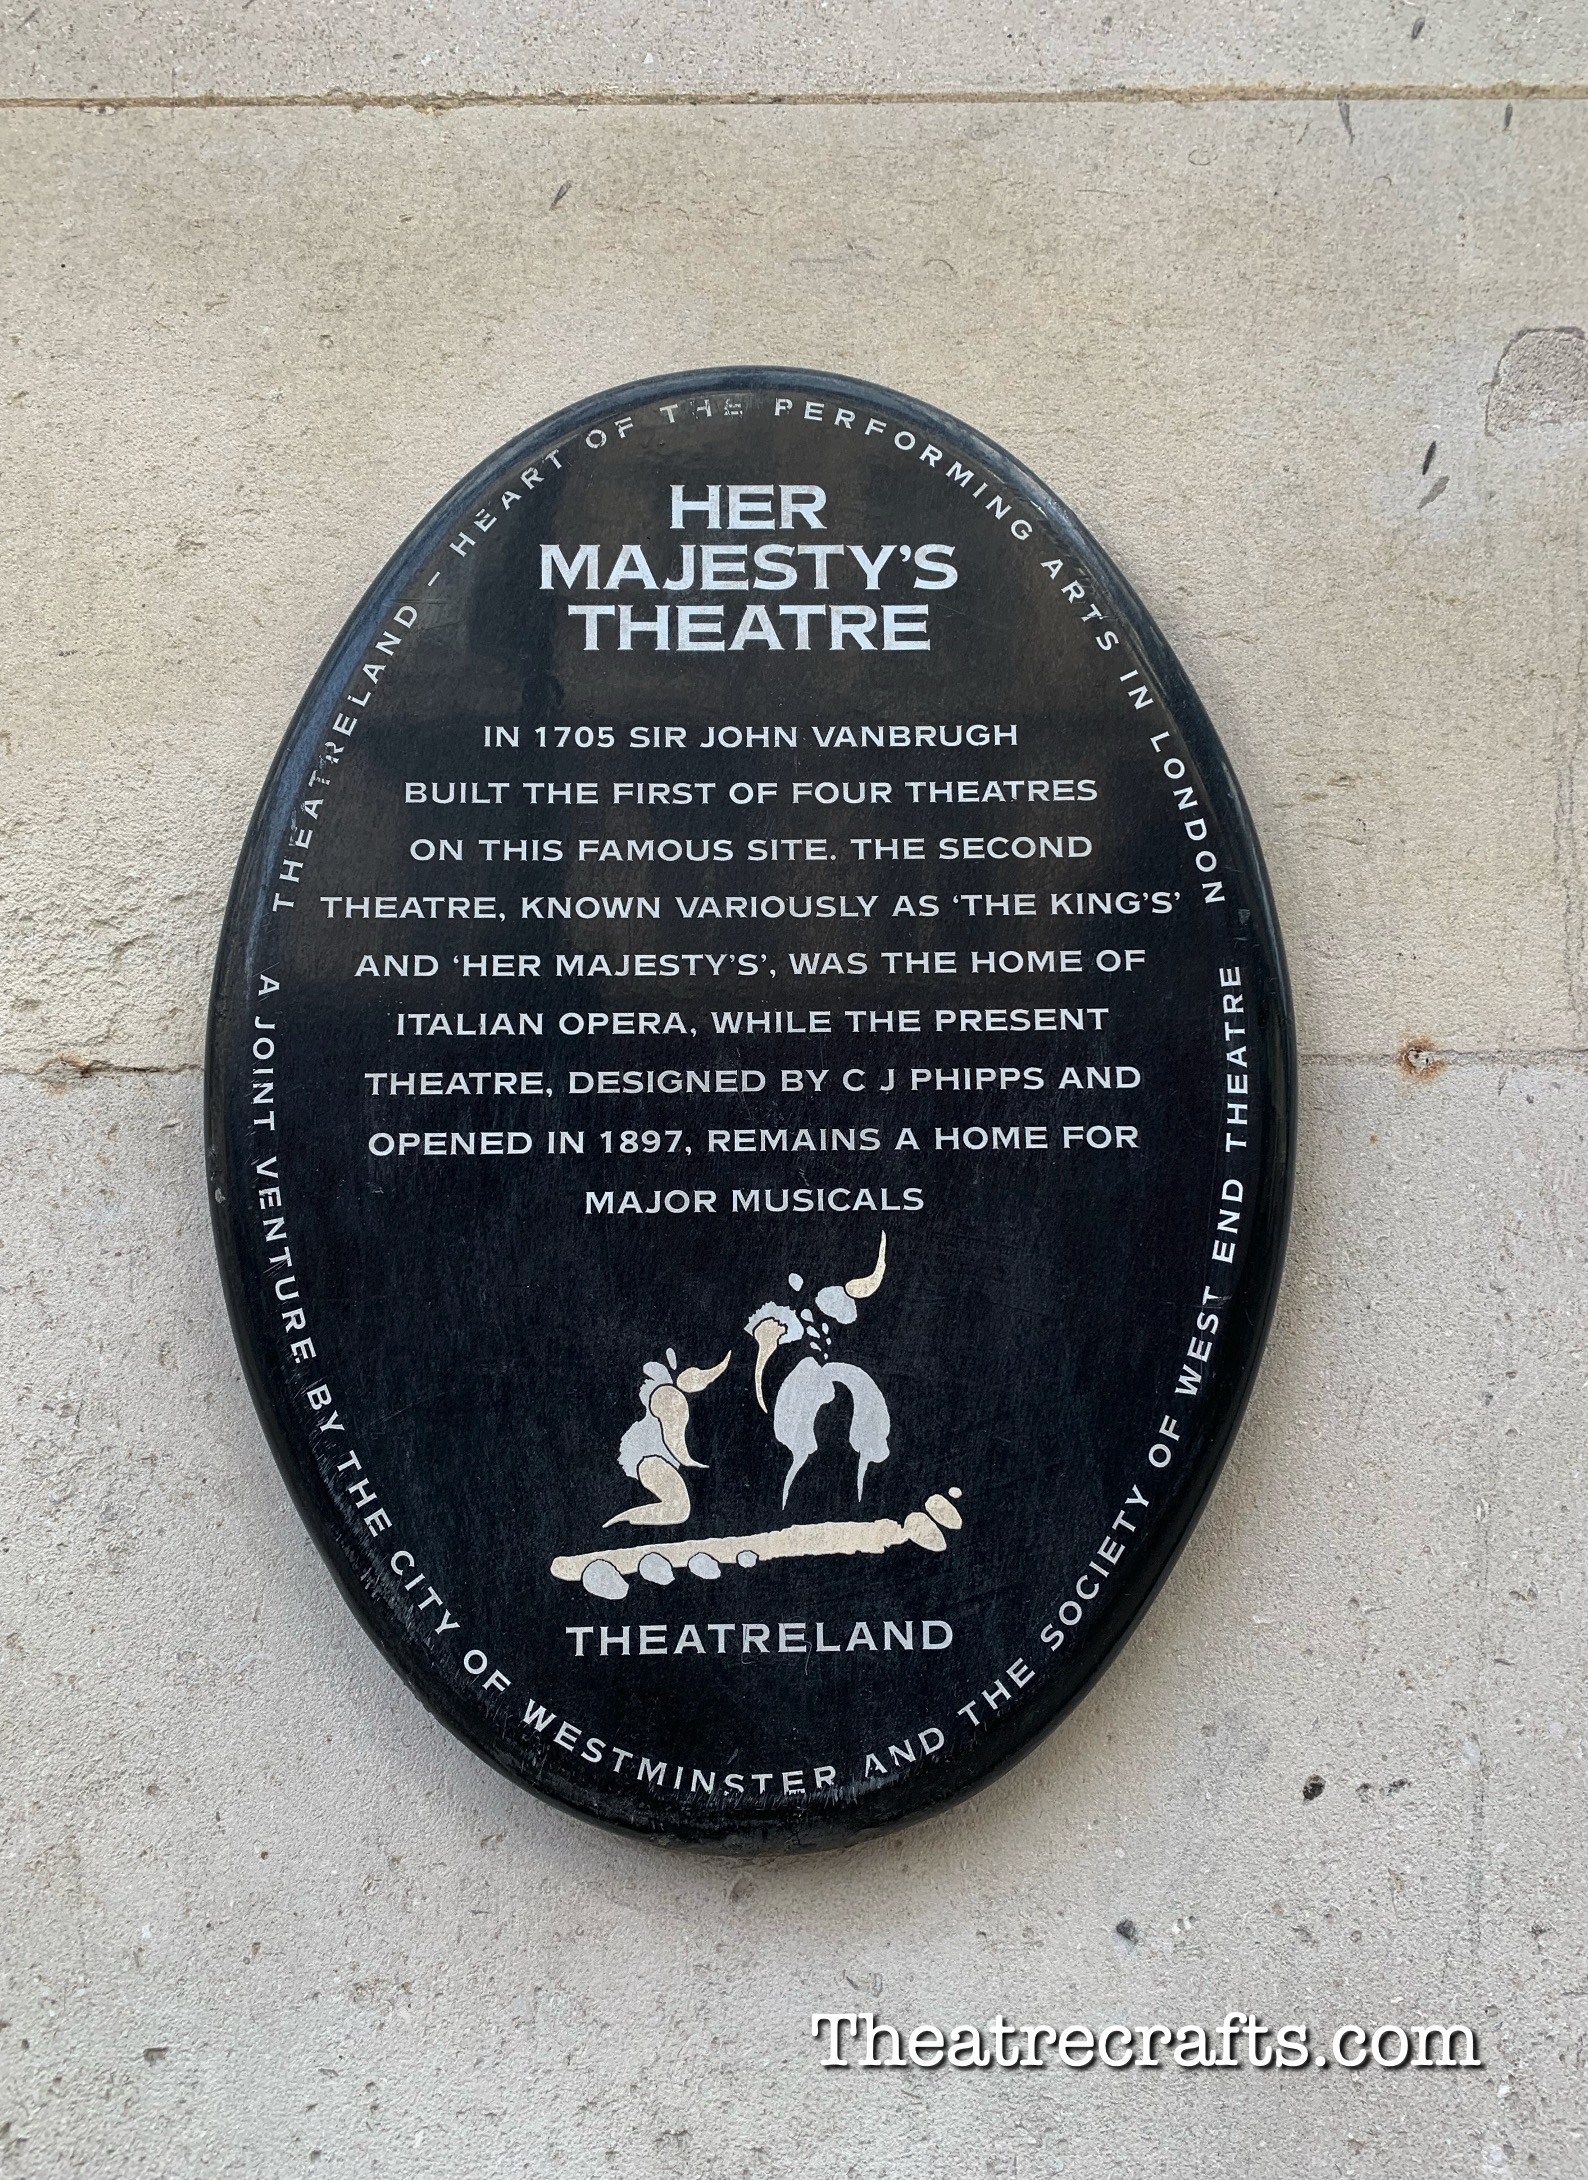 THEATRELAND – HEART OF THE PERFORMING ARTS IN LONDON
HER
MAJESTY'S
THEATRE
IN 1705 SIR JOHN VANBRUGH
BUILT THE FIRST OF FOUR THEATRES
ON THIS FAMOUS SITE. THE SECOND
THEATRE, KNOWN VARIOUSLY AS ‘THE KING’S’
AND ‘HER MAJESTY’S’, WAS THE HOME OF
ITALIAN OPERA, WHILE THE PRESENT
THEATRE, DESIGNED BY C J PHIPPS AND
OPENED IN 1897, REMAINS A HOME FOR
MAJOR MUSICALS
THEATRELAND
A JOINT VENTURE BY THE CITY OF WESTMINSTER AND THE SOCIETY OF WEST END THEATRE
Theatrecrafts.com